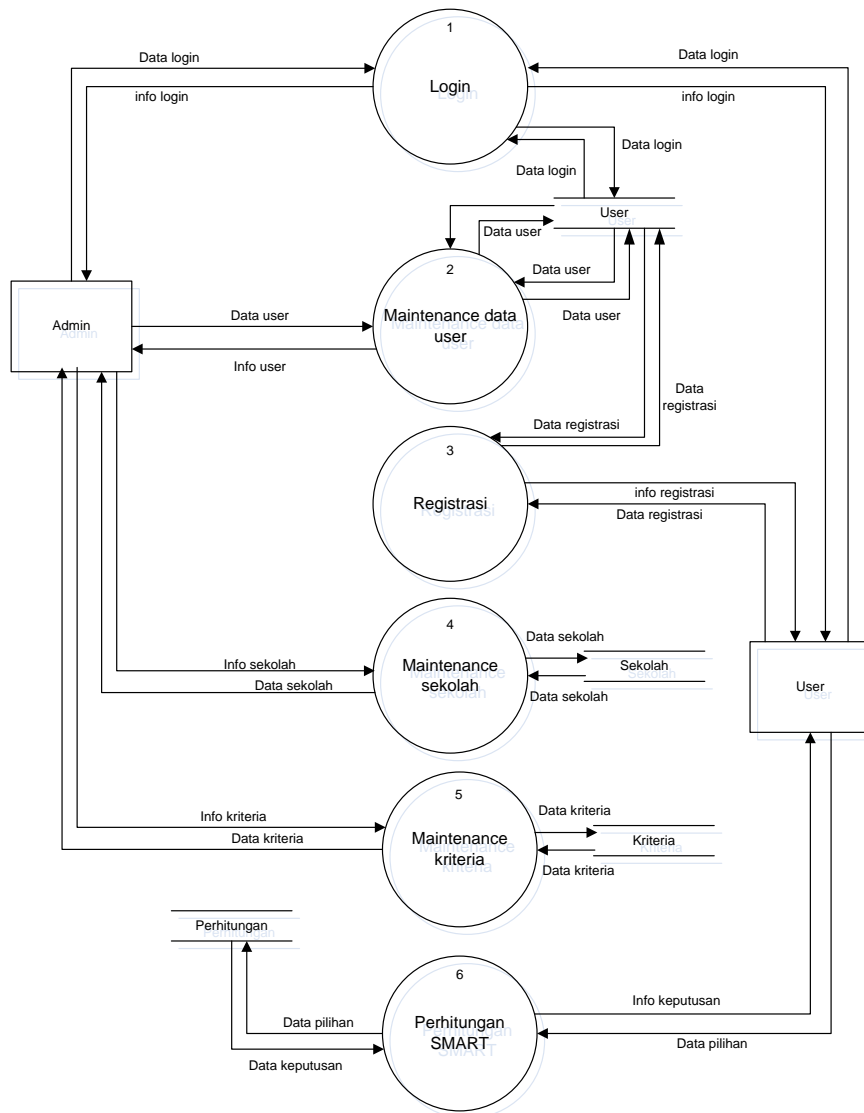 1
Data login
Data login
Login
info login
info login
Data login
Data login
User
Data user
2
Data user
Maintenance data
user
Admin
Data user
Data user
Info user
Data
registrasi
Data registrasi
3
info registrasi
Registrasi
Data registrasi
4
Data sekolah
Maintenance
sekolah
Sekolah
Info sekolah
Data sekolah
Data sekolah
User
5
Data kriteria
Info kriteria
Maintenance
kriteria
Kriteria
Data kriteria
Data kriteria
Perhitungan
6
Info keputusan
Perhitungan
SMART
Data pilihan
Data pilihan
Data keputusan